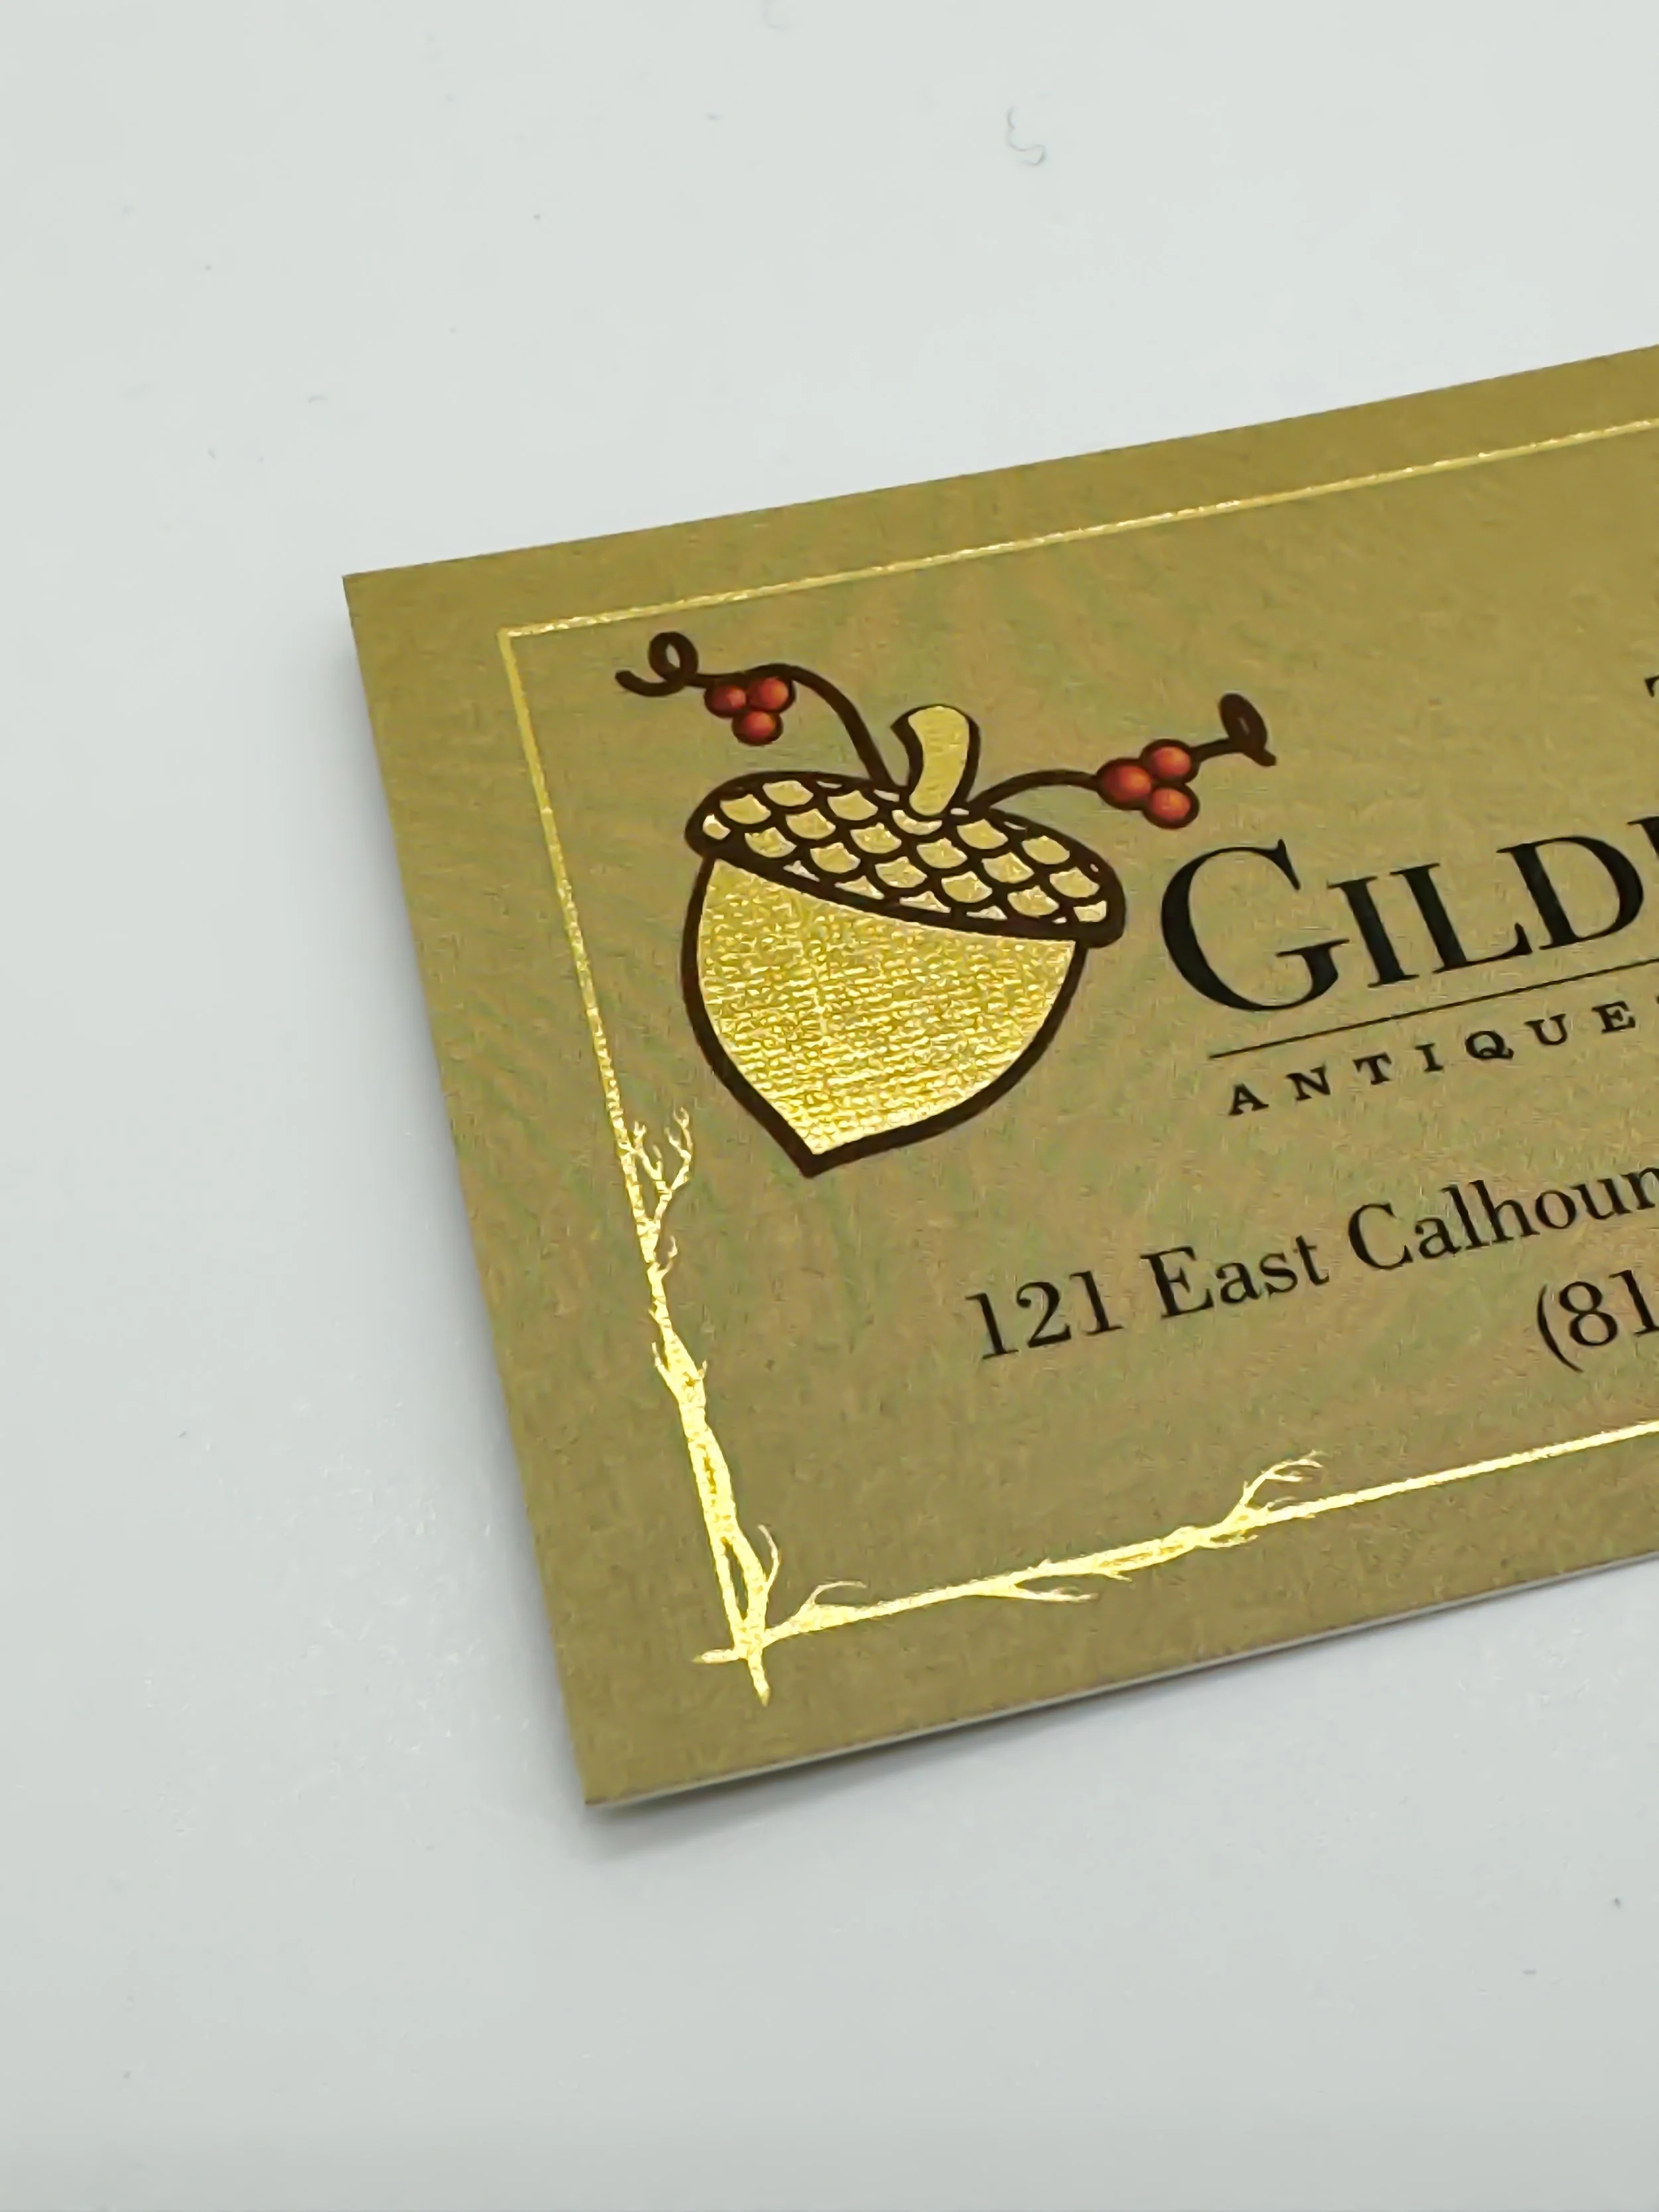 GILD
ANTIQUE
121 East Calhoun
(81